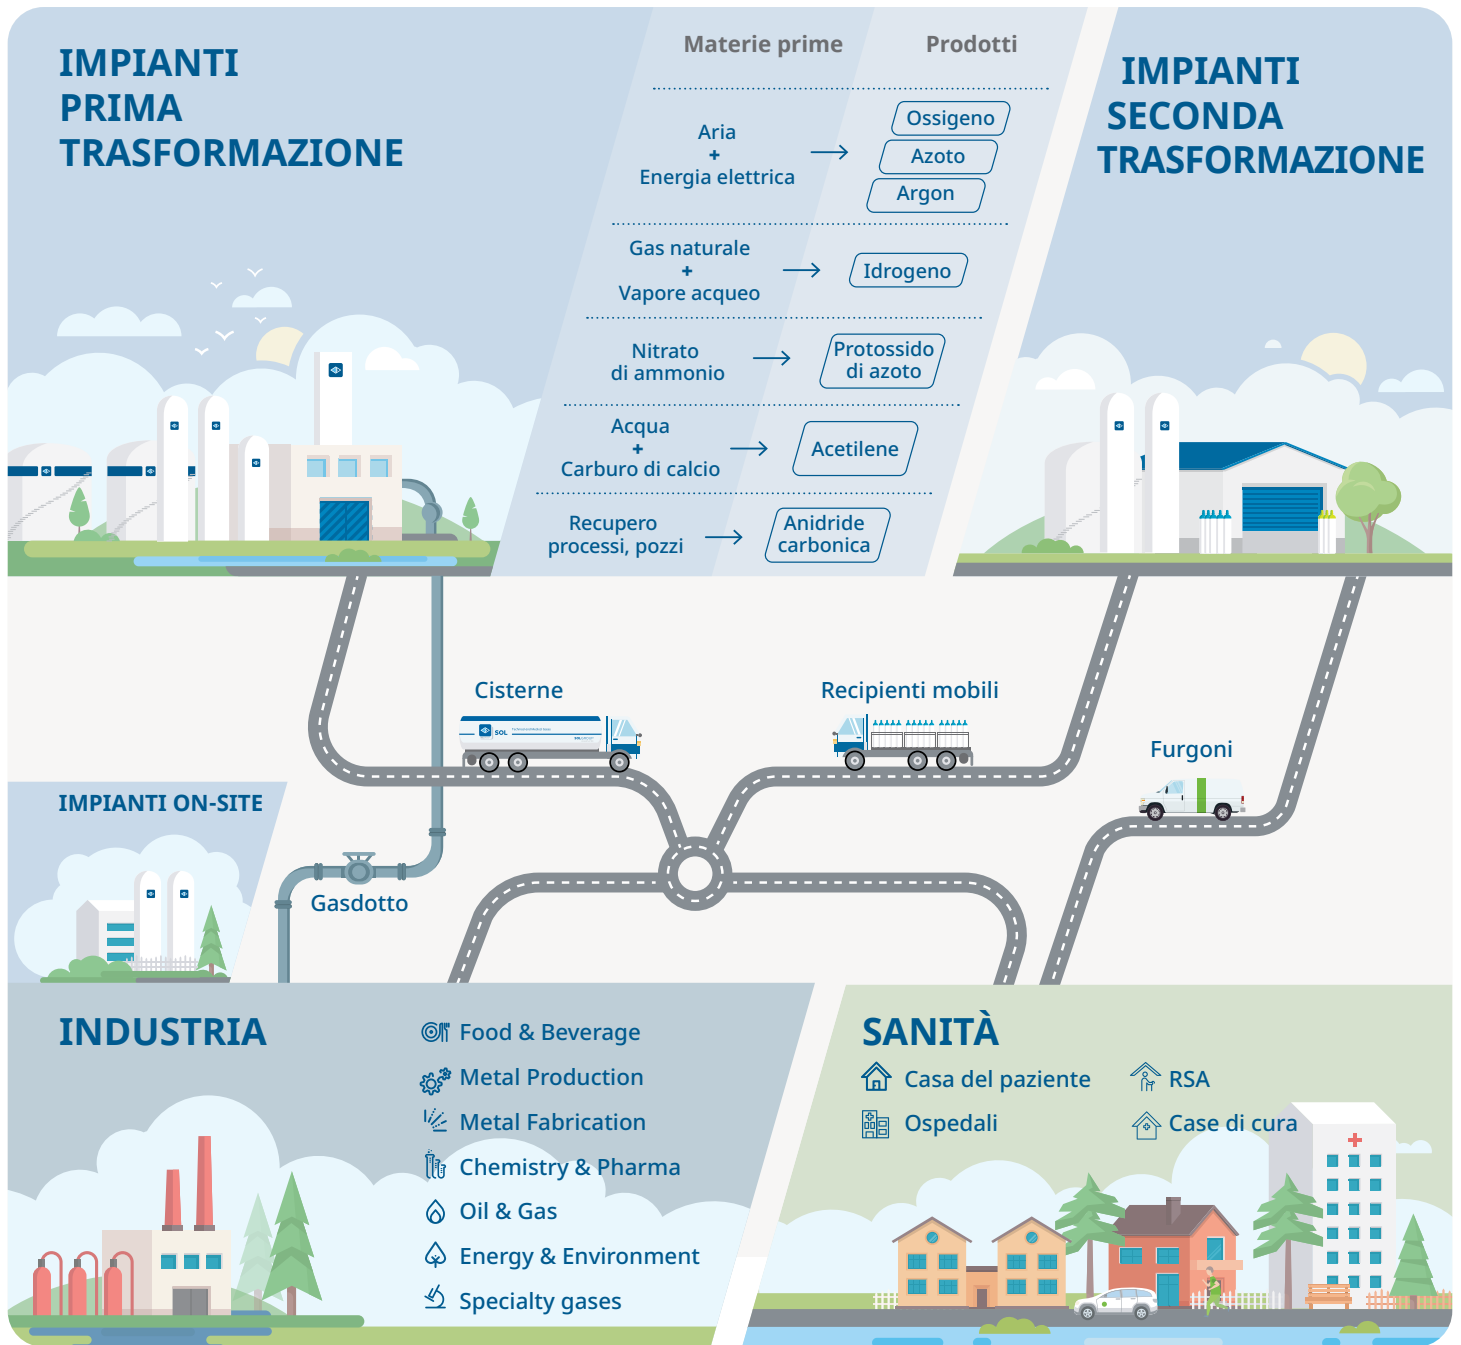 IMPIANTI
PRIMA
TRASFORMAZIONE
Materie prime
Prodotti
Aria
+
Energia elettrica
Ossigeno
Azoto
Argon
Gas naturale
+
Vapore acqueo
Idrogeno
Nitrato
di ammonio
Protossido
di azoto
Acqua
+
Carburo di calcio
Acetilene
Recupero
processi, pozzi
Anidride
carbonica
IMPIANTI
SECONDA
TRASFORMAZIONE
Cisterne
SOL
Recipienti mobili
Furgoni
IMPIANTI ON-SITE
Gasdotto
INDUSTRIA
Food & Beverage
Metal Production
Metal Fabrication
Chemistry & Pharma
Oil & Gas
Energy & Environment
Specialty gases
SANITÀ
Casa del paziente
RSA
Ospedali
Case di cura